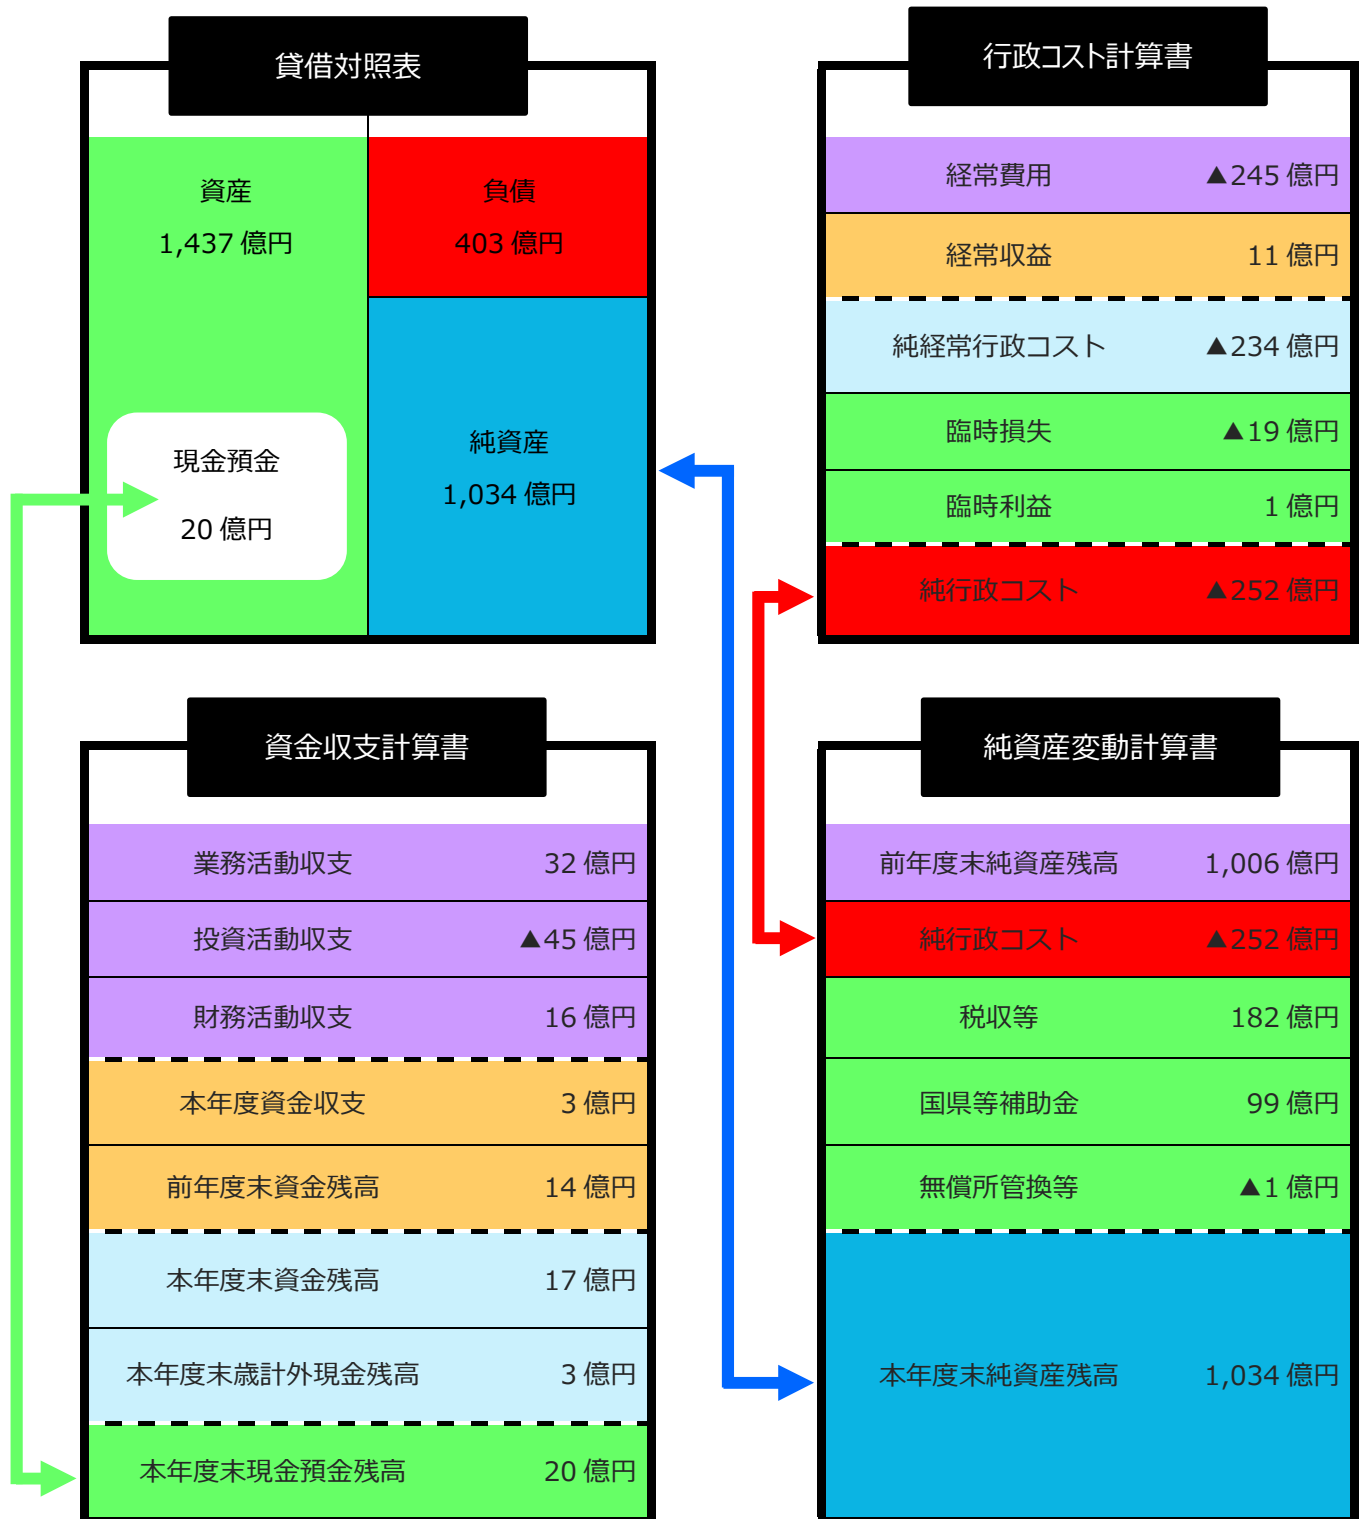 貸借対照表
資産
1,437 億円
負債
403 億円
現金預金
20 億円
純資産
1,034 億円
行政コスト計算書
経常費用 ▲245 億円
経常収益 11 億円
純経常行政コスト ▲234 億円
臨時損失 ▲19 億円
臨時利益 1 億円
純行政コスト ▲252 億円
資金収支計算書
業務活動収支 32 億円
投資活動収支 ▲45 億円
財務活動収支 16 億円
本年度資金収支 3 億円
前年度末資金残高 14 億円
本年度末資金残高 17 億円
本年度末歳計外現金残高 3 億円
本年度末現金預金残高 20 億円
純資産変動計算書
前年度末純資産残高 1,006 億円
純行政コスト ▲252 億円
税収等 182 億円
国県等補助金 99 億円
無償所管換等 ▲1 億円
本年度末純資産残高 1,034 億円